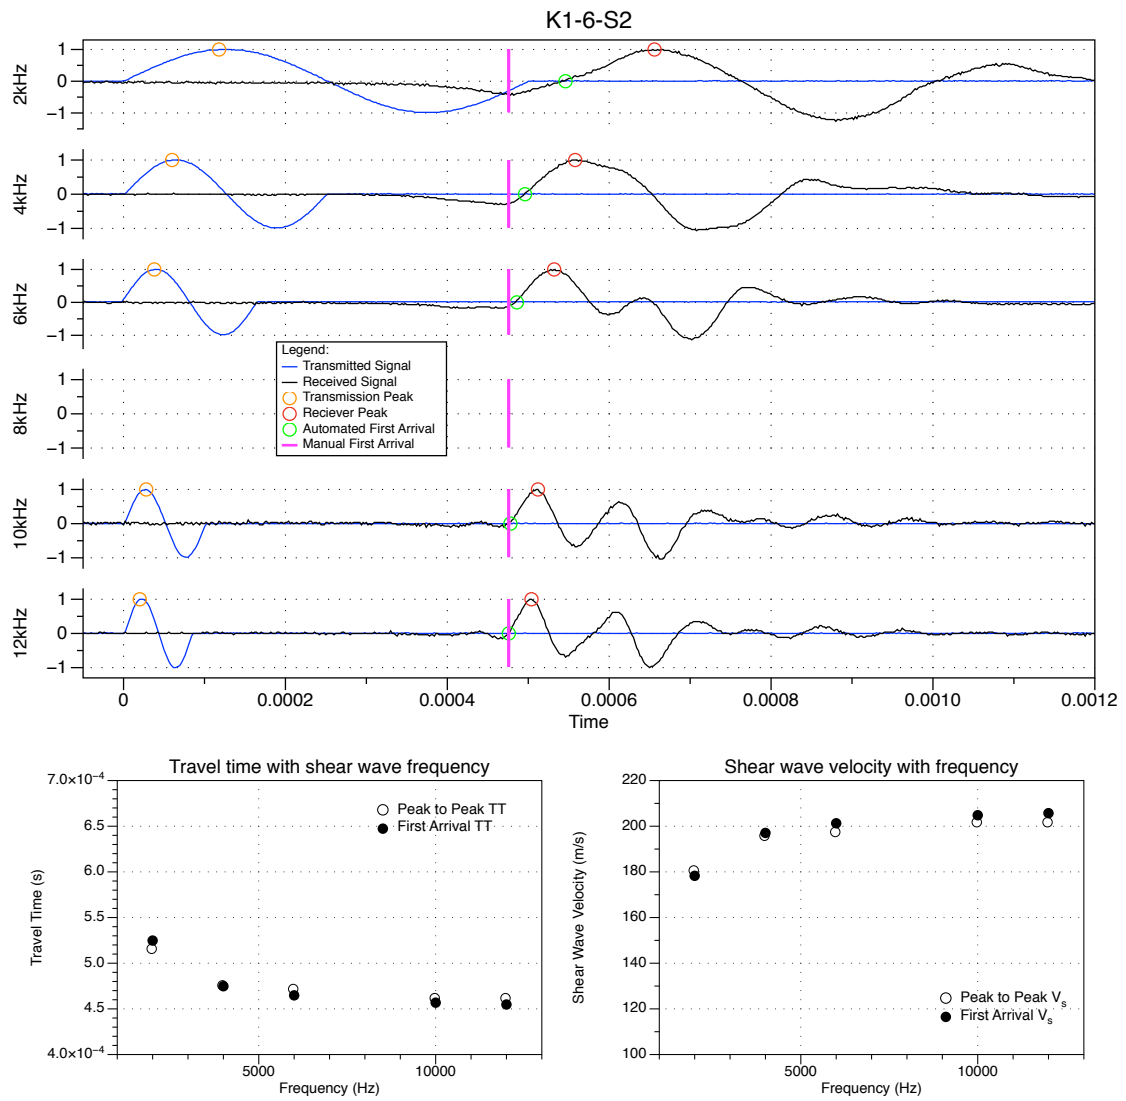 K1-6-S2
2kHz
1
0
−1
4kHz
1
0
−1
6kHz
1
0
−1
Legend:
Transmitted Signal
Received Signal
Transmission Peak
Reciever Peak
Automated First Arrival
Manual First Arrival
8kHz
1
0
−1
10kHz
1
0
−1
12kHz
1
0
−1
0 0.0002 0.0004 0.0006 0.0008 0.0010 0.0012
Time
Travel time with shear wave frequency
7.0×10⁻⁴
6.5
6.0
5.5
5.0
4.5
4.0×10⁻⁴
Travel Time (s)
Peak to Peak TT
First Arrival TT
5000 10000
Frequency (Hz)
Shear wave velocity with frequency
220
200
180
160
140
120
100
Shear Wave Velocity (m/s)
Peak to Peak Vₛ
First Arrival Vₛ
5000 10000
Frequency (Hz)